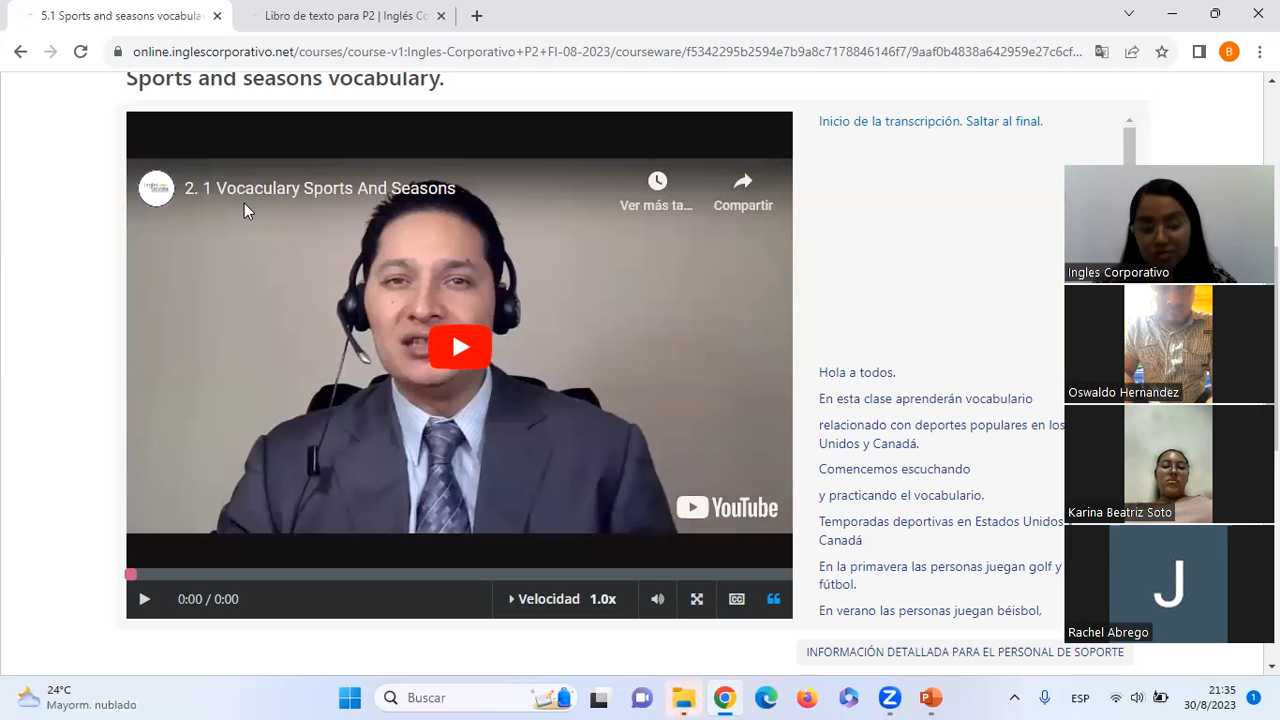 5.1 Sports and seasons vocabula
Libro de texto para P2 | Inglés Co
online.inglescorporativo.net/courses/course-v1:Ingles-Corporativo+P2+FI-08-2023/courseware/f5342295b2594e7b9a8c7178846146f7/9aaf0b4838a642959e27c6cf...
B
Sports and seasons vocabulary.
2. 1 Vocaculary Sports And Seasons
Ver más ta...
Compartir
YouTube
0:00 / 0:00
Velocidad 1.0x
Inicio de la transcripción. Saltar al final.
Hola a todos.
En esta clase aprenderán vocabulario
relacionado con deportes populares en los
Unidos y Canadá.
Comencemos escuchando
y practicando el vocabulario.
Temporadas deportivas en Estados Unidos
Canadá
En la primavera las personas juegan golf y
fútbol.
En verano las personas juegan béisbol,
INFORMACIÓN DETALLADA PARA EL PERSONAL DE SOPORTE
Ingles Corporativo
Oswaldo Hernandez
Karina Beatriz Soto
J
Rachel Abrego
24°C
Mayorm. nublado
Buscar
ESP
21:35
30/8/2023
1